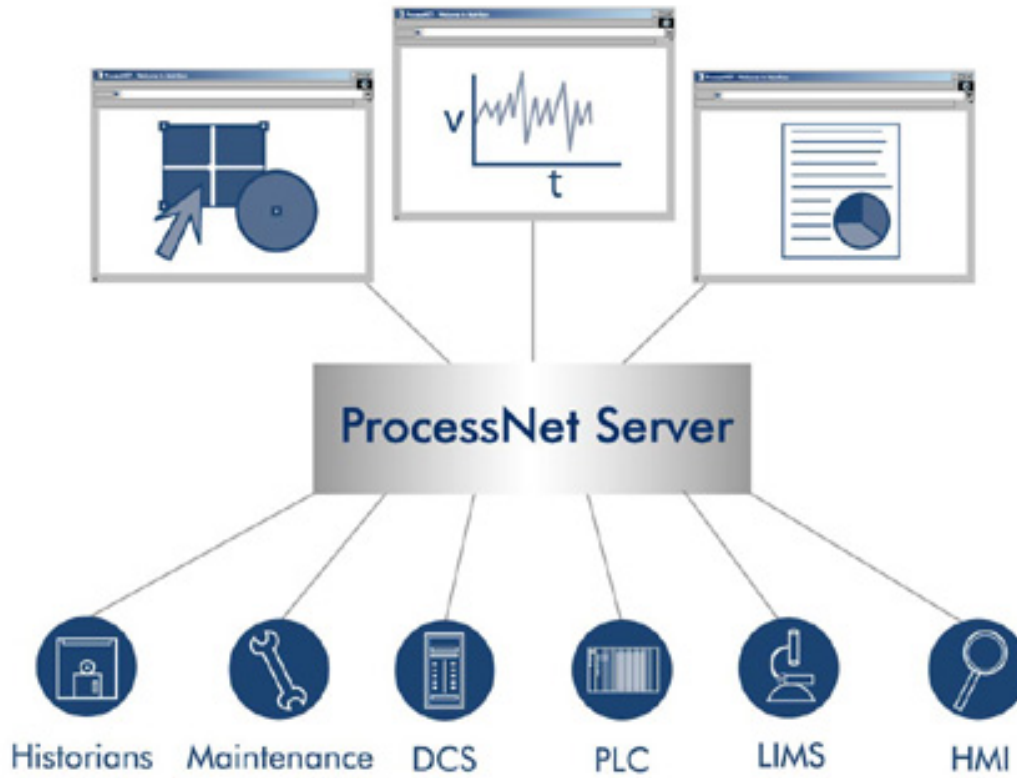 v
t
ProcessNet Server
Historians
Maintenance
DCS
PLC
LIMS
HMI